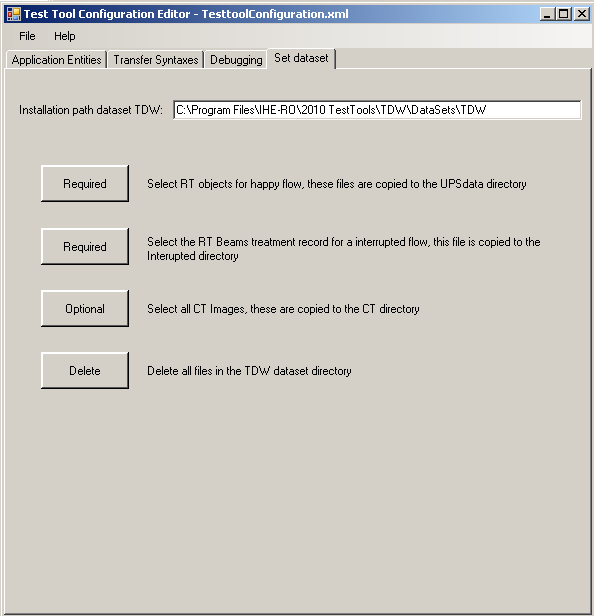 Test Tool Configuration Editor - TesttoolConfiguration.xml
File Help
Application Entities Transfer Syntaxes Debugging Set dataset
Installation path dataset TDW: C:\Program Files\IHE-RO\2010 TestTools\TDW\DataSets\TDW
Required Select RT objects for happy flow, these files are copied to the UPSdata directory
Required Select the RT Beams treatment record for a interrupted flow, this file is copied to the
Interupted directory
Optional Select all CT Images, these are copied to the CT directory
Delete Delete all files in the TDW dataset directory